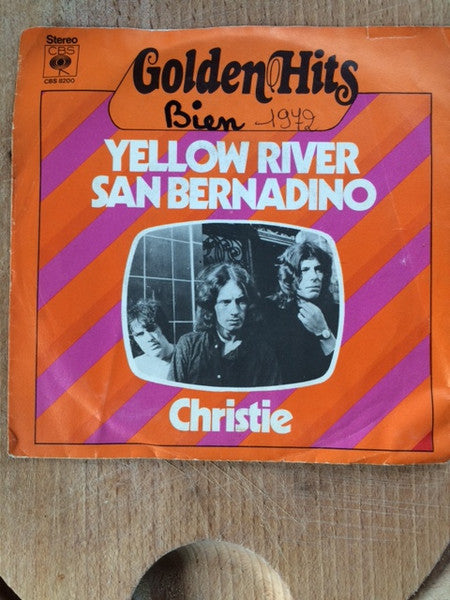 Stereo
CBS
CBS 8200
Golden Hits
Bien 1972
YELLOW RIVER
SAN BERNADINO
Christie